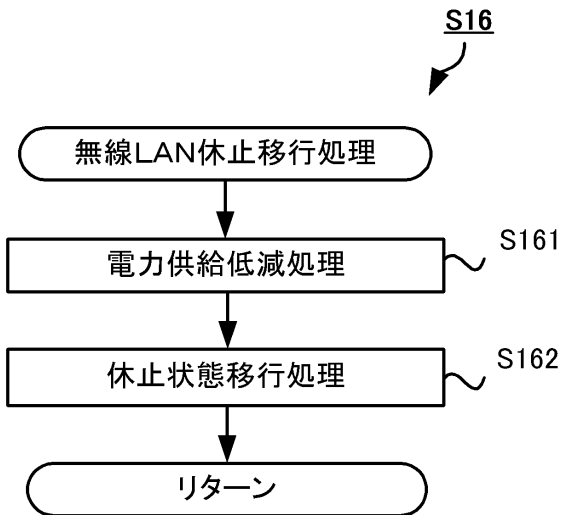 S16
無線LAN休止移行処理
電力供給低減処理
S161
休止状態移行処理
S162
リターン